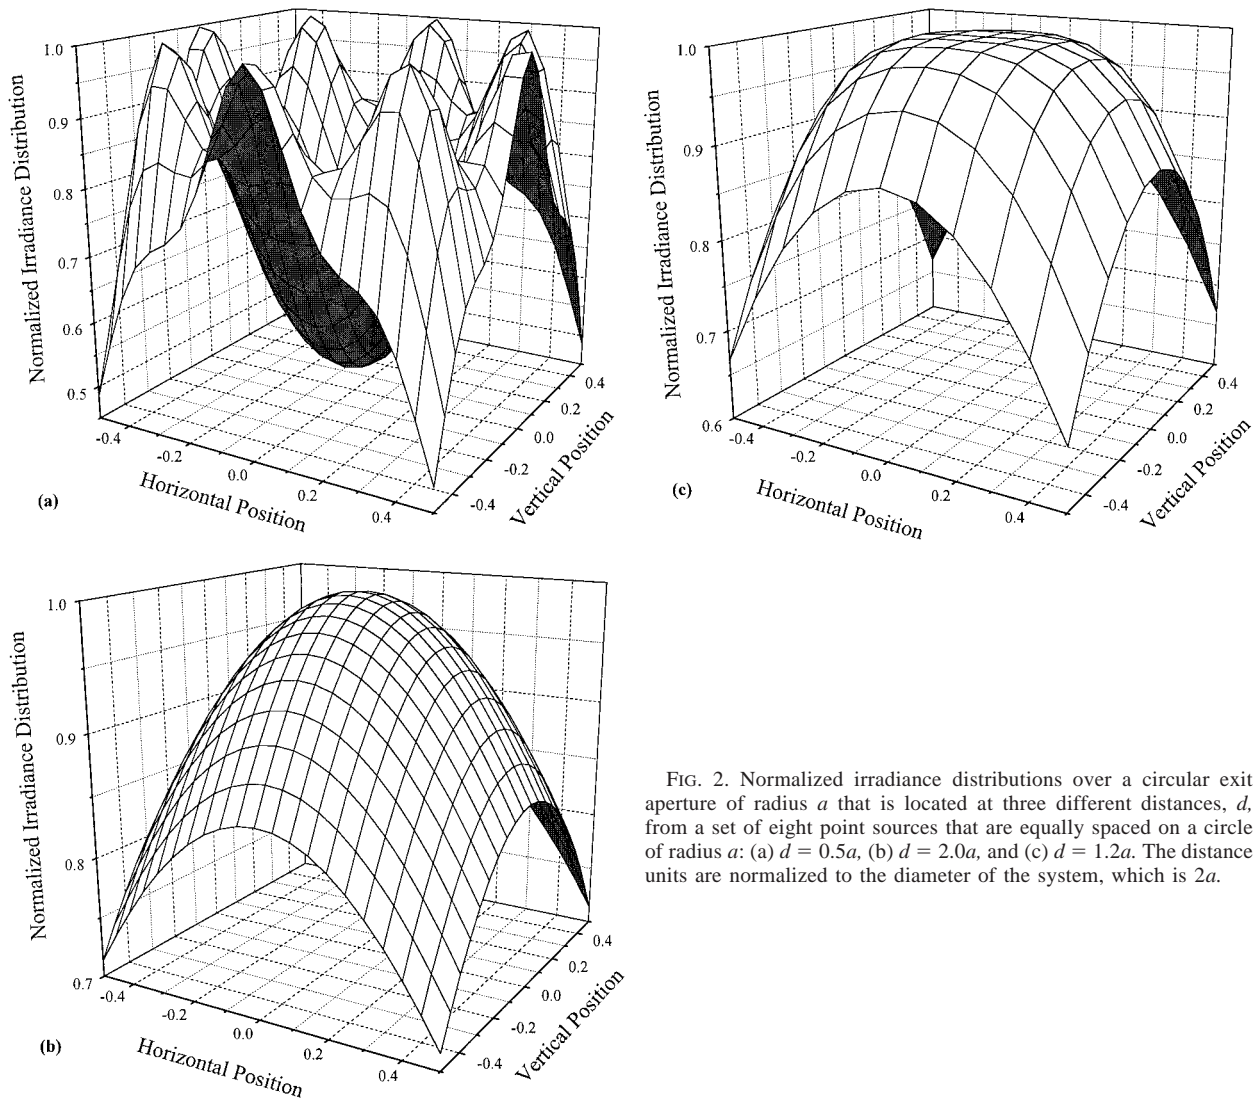 1.0
0.9
0.8
0.7
0.6
0.5
Normalized Irradiance Distribution
-0.4
-0.2
0.0
0.2
0.4
Horizontal Position
-0.4
-0.2
0.0
0.2
0.4
Vertical Position
(a)
1.0
0.9
0.8
0.7
0.6
Normalized Irradiance Distribution
-0.4
-0.2
0.0
0.2
0.4
Horizontal Position
-0.4
-0.2
0.0
0.2
0.4
Vertical Position
(c)
1.0
0.9
0.8
0.7
Normalized Irradiance Distribution
-0.4
-0.2
0.0
0.2
0.4
Horizontal Position
-0.4
-0.2
0.0
0.2
0.4
Vertical Position
(b)
FIG. 2. Normalized irradiance distributions over a circular exit
aperture of radius a that is located at three different distances, d,
from a set of eight point sources that are equally spaced on a circle
of radius a: (a) d = 0.5a, (b) d = 2.0a, and (c) d = 1.2a. The distance
units are normalized to the diameter of the system, which is 2a.